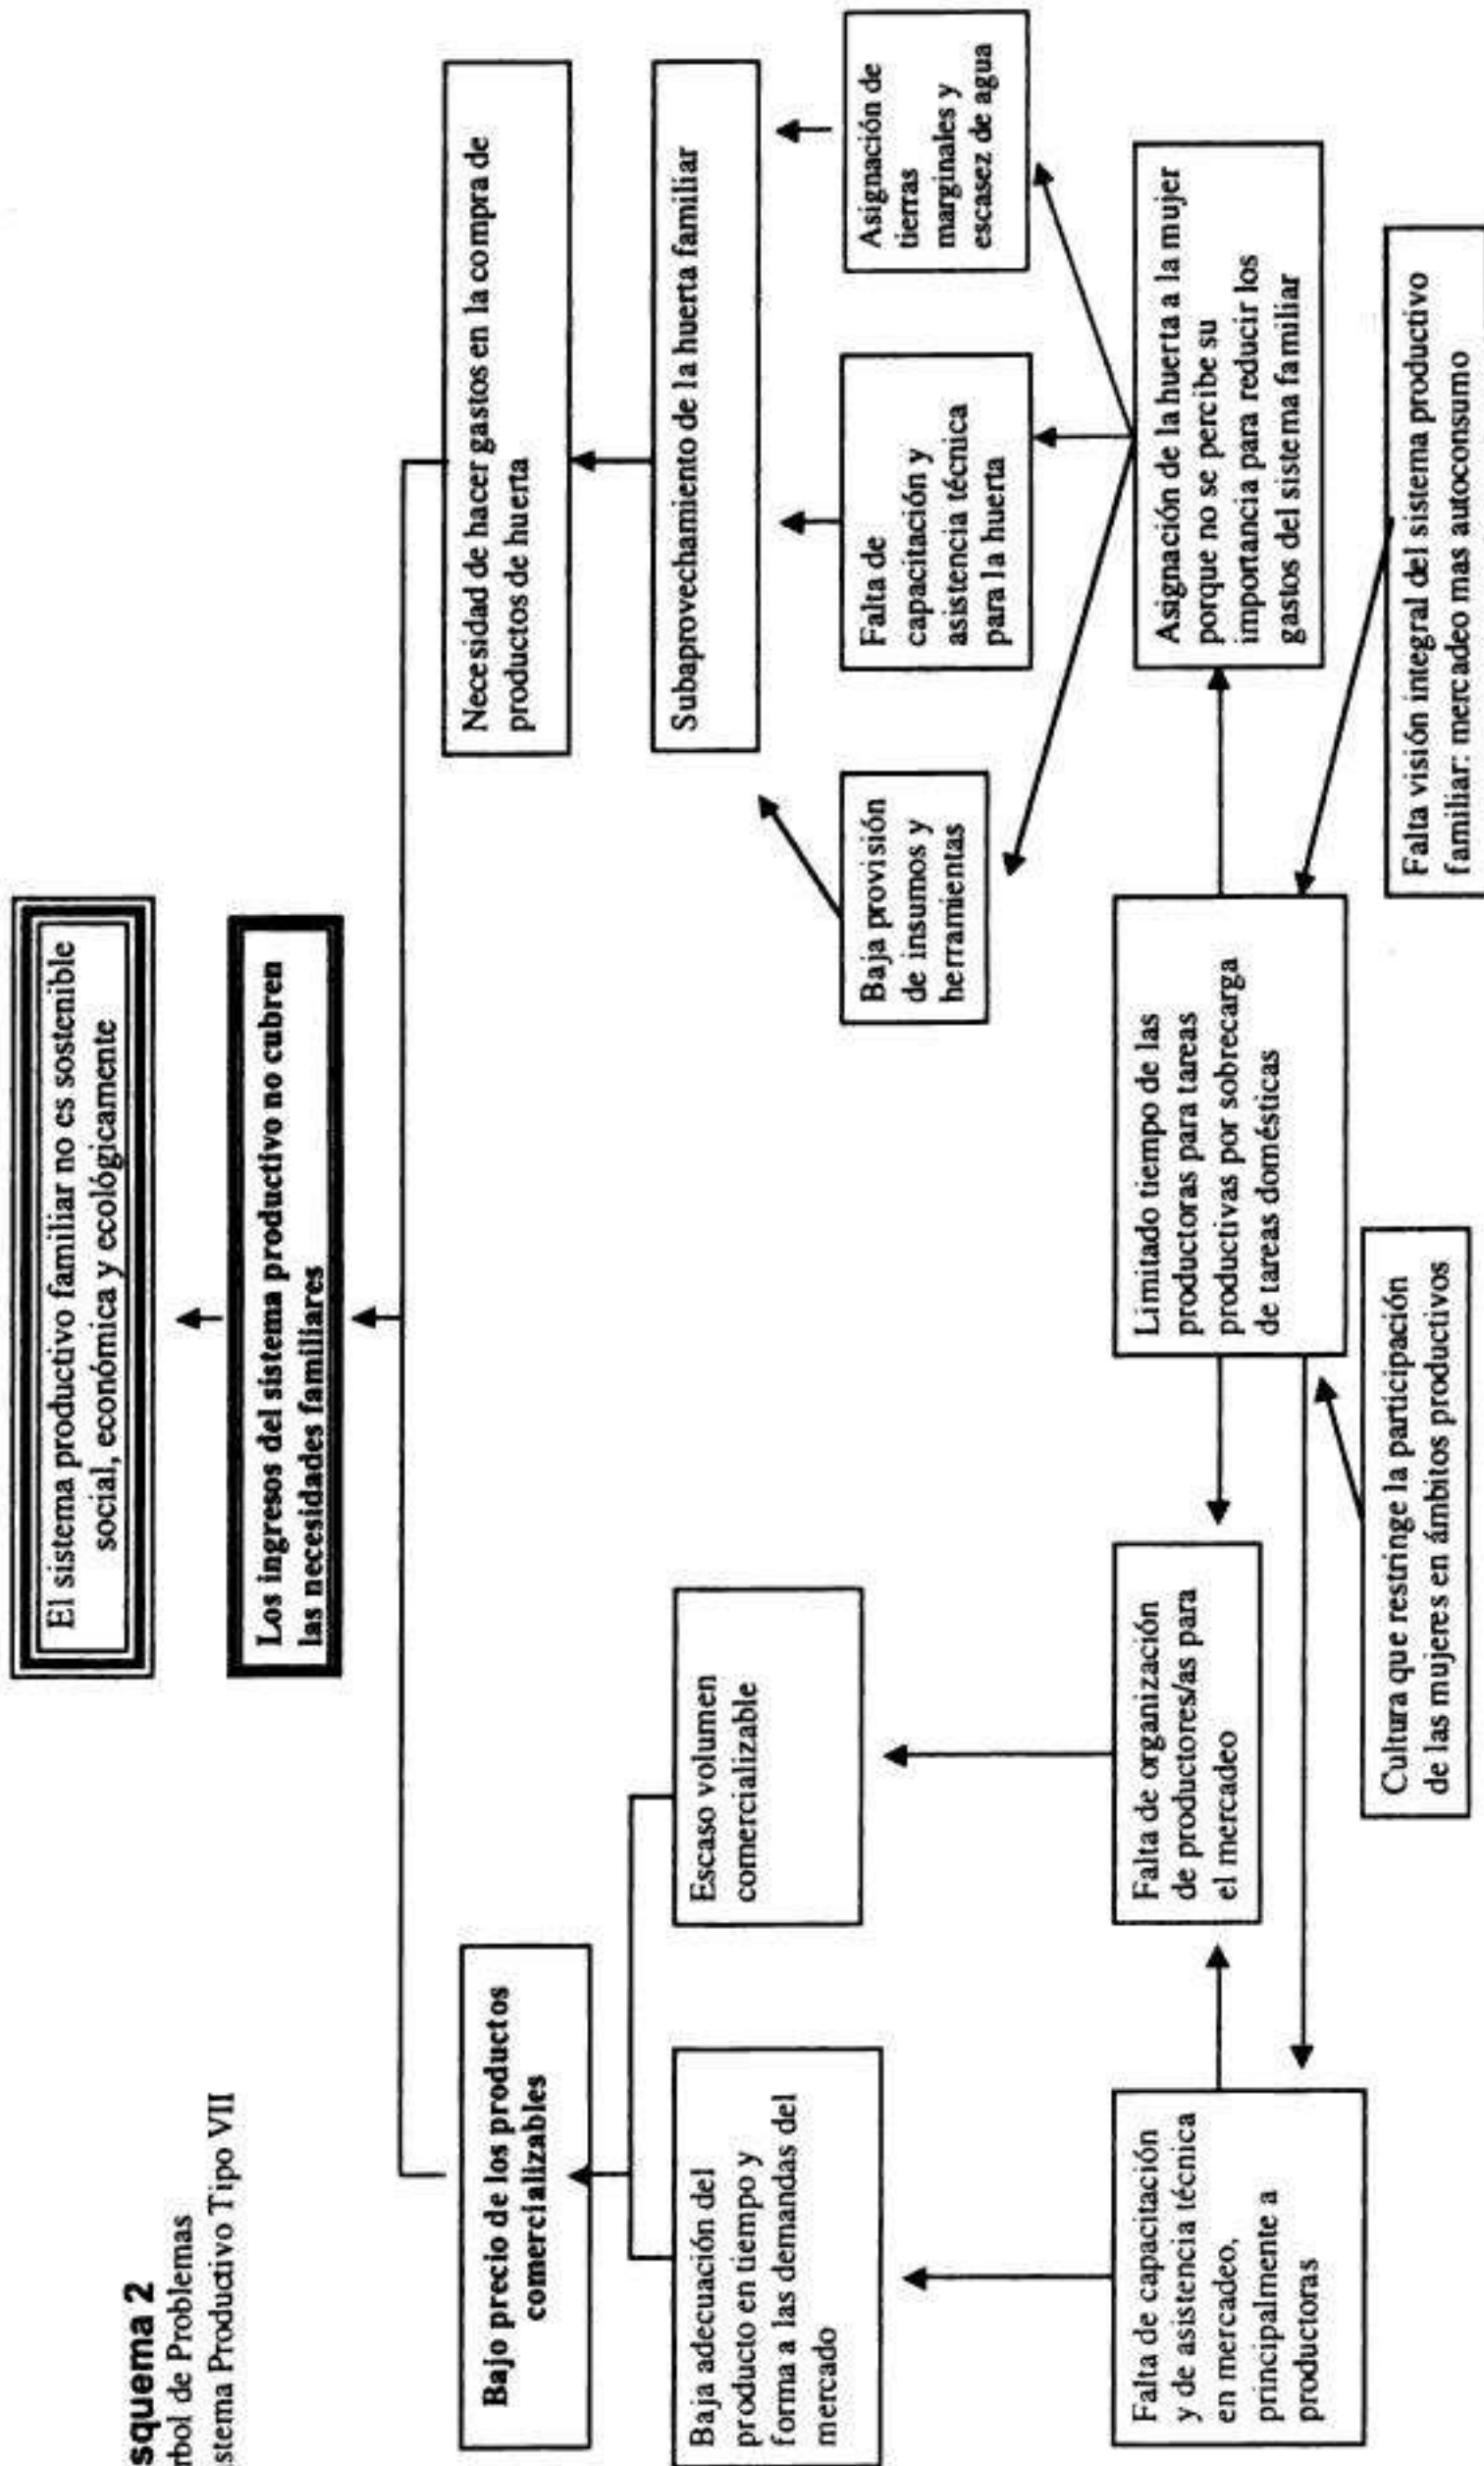 squema 2
rbol de Problemas
stema Productivo Tipo VII
El sistema productivo familiar no es sostenible
social, económica y ecológicamente
Los ingresos del sistema productivo no cubren
las necesidades familiares
Bajo precio de los productos
comercializables
Necesidad de hacer gastos en la compra de
productos de huerta
Baja adecuación del
producto en tiempo y
forma a las demandas del
mercado
Escaso volumen
comercializable
Subaprovechamiento de la huerta familiar
Baja provisión
de insumos y
herramientas
Falta de
capacitación y
asistencia técnica
para la huerta
Asignación de
tierras
marginales y
escasez de agua
Falta de capacitación
y de asistencia técnica
en mercadeo,
principalmente a
productoras
Falta de organización
de productores/as para
el mercadeo
Limitado tiempo de las
productoras para tareas
productivas por sobrecarga
de tareas domésticas
Asignación de la huerta a la mujer
porque no se percibe su
importancia para reducir los
gastos del sistema familiar
Cultura que restringe la participación
de las mujeres en ámbitos productivos
Falta visión integral del sistema productivo
familiar: mercadeo mas autoconsumo